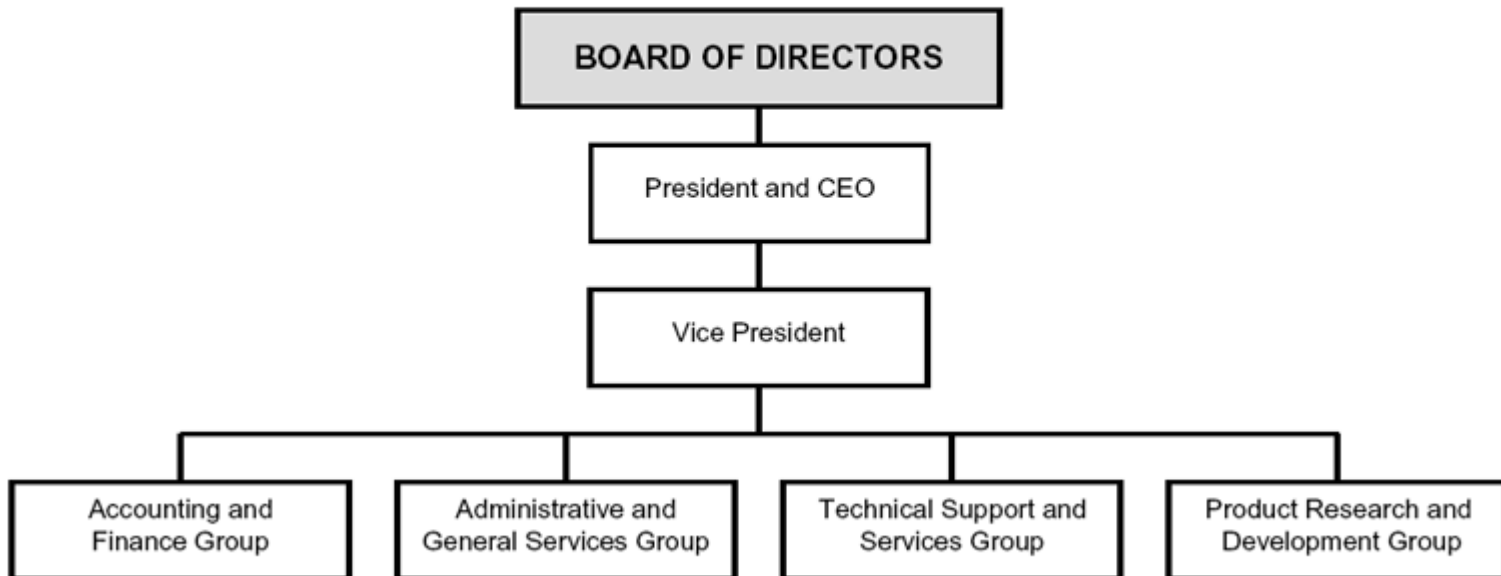 BOARD OF DIRECTORS
President and CEO
Vice President
Accounting and
Finance Group
Administrative and
General Services Group
Technical Support and
Services Group
Product Research and
Development Group